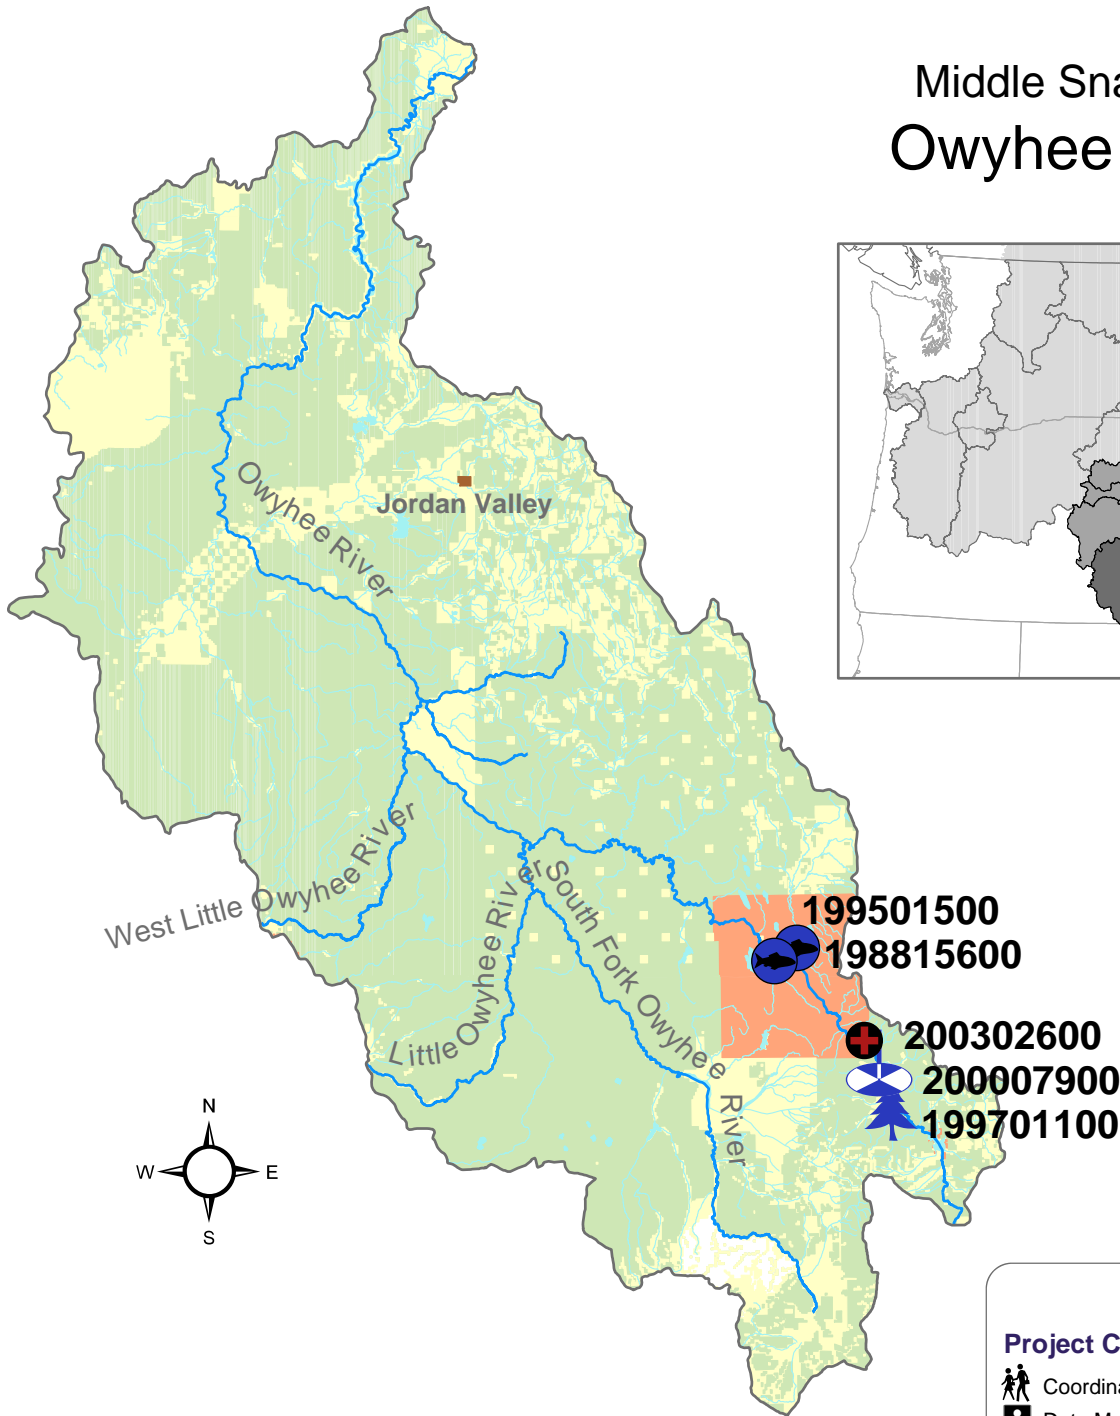 Middle Sna
Owyhee
Owyhee River
Jordan Valley
West Little Owyhee River
Little Owyhee River
South Fork Owyhee River
199501500
198815600
200302600
200007900
199701100
N
W E
S
Project C
Coordina